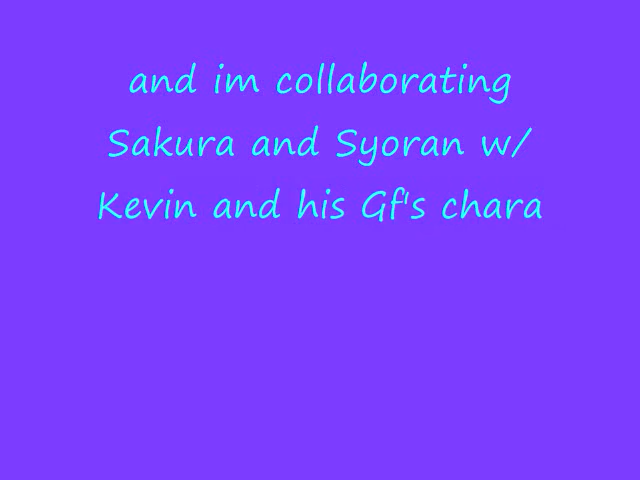 and im collaborating
Sakura and Syoran w/
Kevin and his Gf's chara